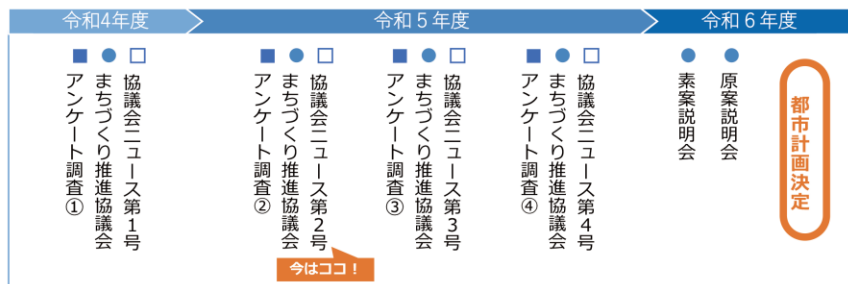 令和4年度
令和5年度
令和6年度
■アンケート調査①
●まちづくり推進協議会
□協議会ニュース第1号
■アンケート調査②
●まちづくり推進協議会
□協議会ニュース第2号
今はココ！
■アンケート調査③
●まちづくり推進協議会
□協議会ニュース第3号
■アンケート調査④
●まちづくり推進協議会
□協議会ニュース第4号
●素案説明会
●原案説明会
都市計画決定